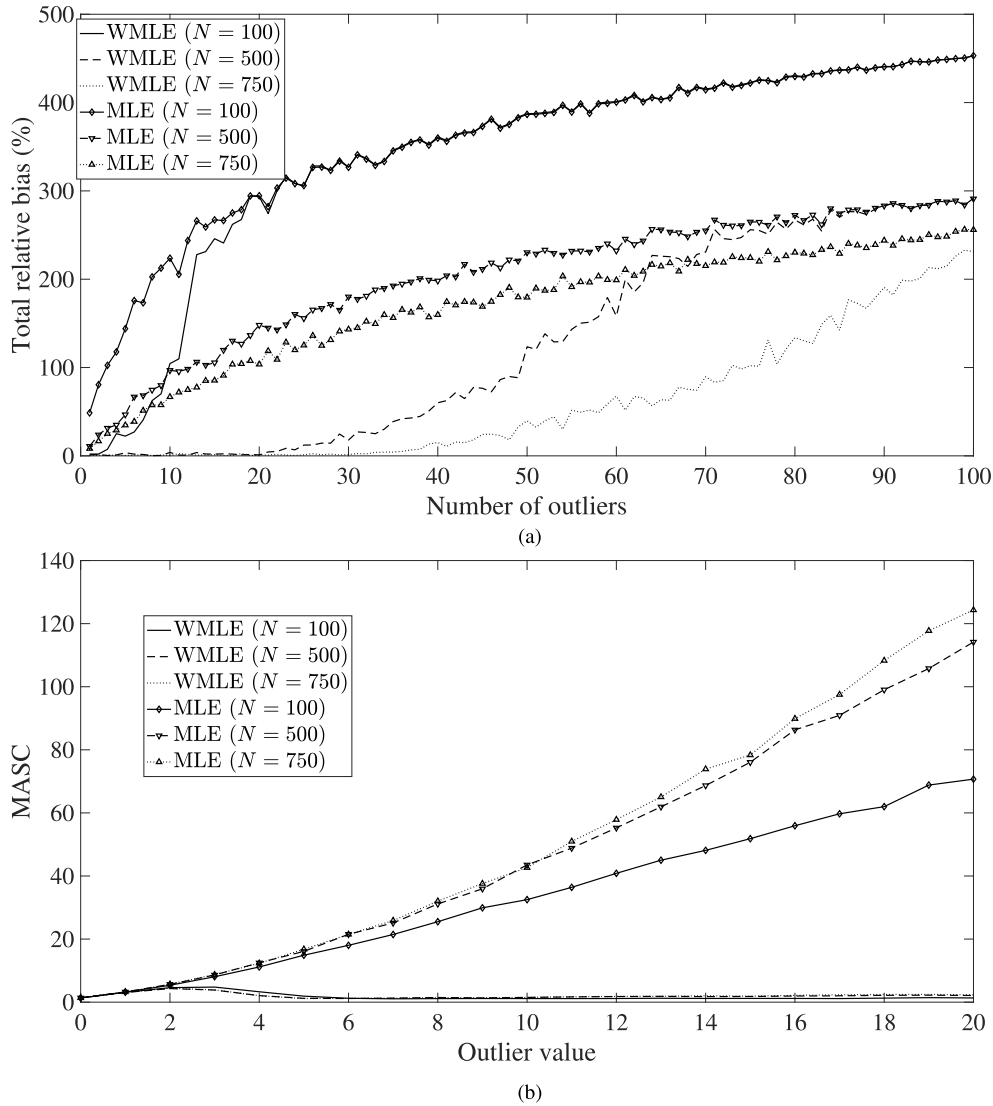 500
400
300
200
100
0
Total relative bias (%)
WMLE (N = 100)
WMLE (N = 500)
WMLE (N = 750)
MLE (N = 100)
MLE (N = 500)
MLE (N = 750)
0 10 20 30 40 50 60 70 80 90 100
Number of outliers
(a)
140
120
100
80
60
40
20
0
MASC
WMLE (N = 100)
WMLE (N = 500)
WMLE (N = 750)
MLE (N = 100)
MLE (N = 500)
MLE (N = 750)
0 2 4 6 8 10 12 14 16 18 20
Outlier value
(b)